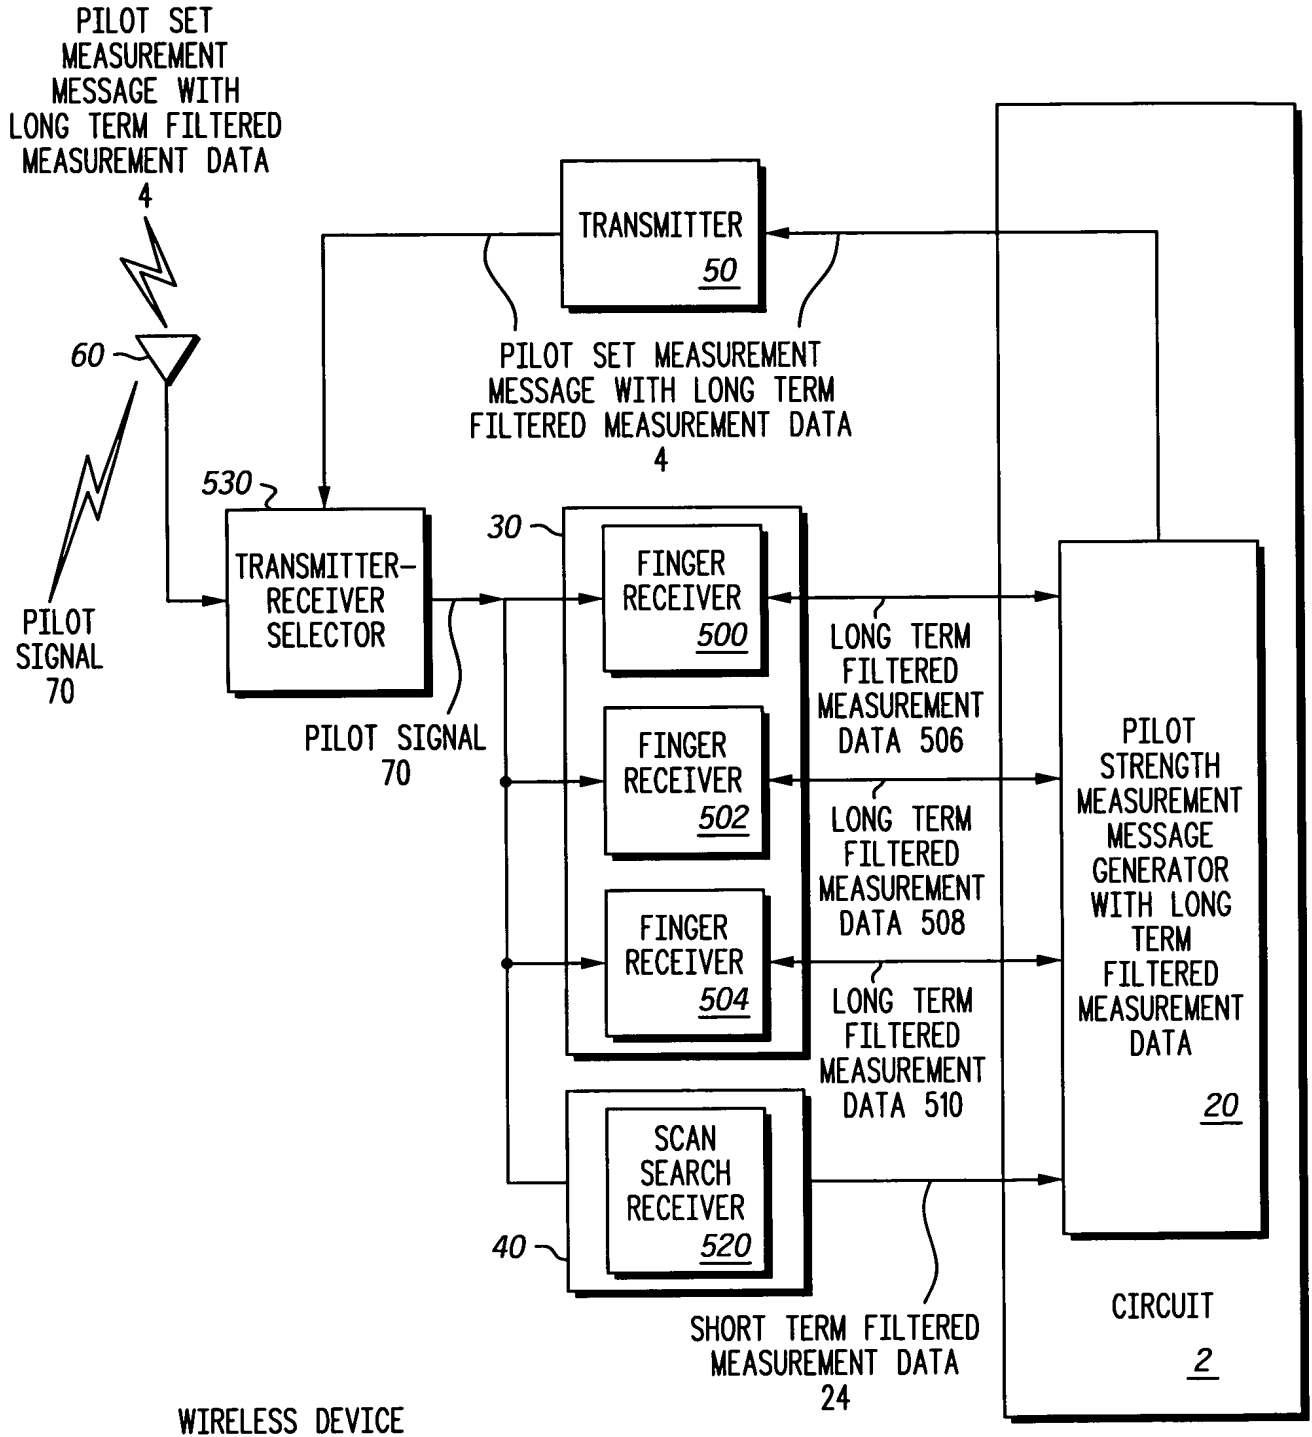 PILOT SET
MEASUREMENT
MESSAGE WITH
LONG TERM FILTERED
MEASUREMENT DATA
4
TRANSMITTER
50
60
PILOT SET MEASUREMENT
MESSAGE WITH LONG TERM
FILTERED MEASUREMENT DATA
4
530
TRANSMITTER-
RECEIVER
SELECTOR
PILOT
SIGNAL
70
PILOT SIGNAL
70
30
FINGER
RECEIVER
500
LONG TERM
FILTERED
MEASUREMENT
DATA 506
FINGER
RECEIVER
502
LONG TERM
FILTERED
MEASUREMENT
DATA 508
FINGER
RECEIVER
504
LONG TERM
FILTERED
MEASUREMENT
DATA 510
PILOT
STRENGTH
MEASUREMENT
MESSAGE
GENERATOR
WITH LONG
TERM
FILTERED
MEASUREMENT
DATA
20
SCAN
SEARCH
RECEIVER
520
40
SHORT TERM FILTERED
MEASUREMENT DATA
24
CIRCUIT
2
WIRELESS DEVICE